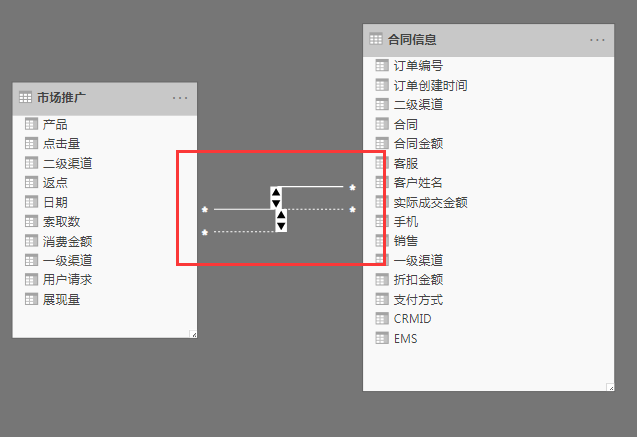 市场推广
产品
点击量
二级渠道
返点
日期
索取数
消费金额
一级渠道
用户请求
展现量
合同信息
订单编号
订单创建时间
二级渠道
合同
合同金额
客服
客户姓名
实际成交金额
手机
销售
一级渠道
折扣金额
支付方式
CRMID
EMS